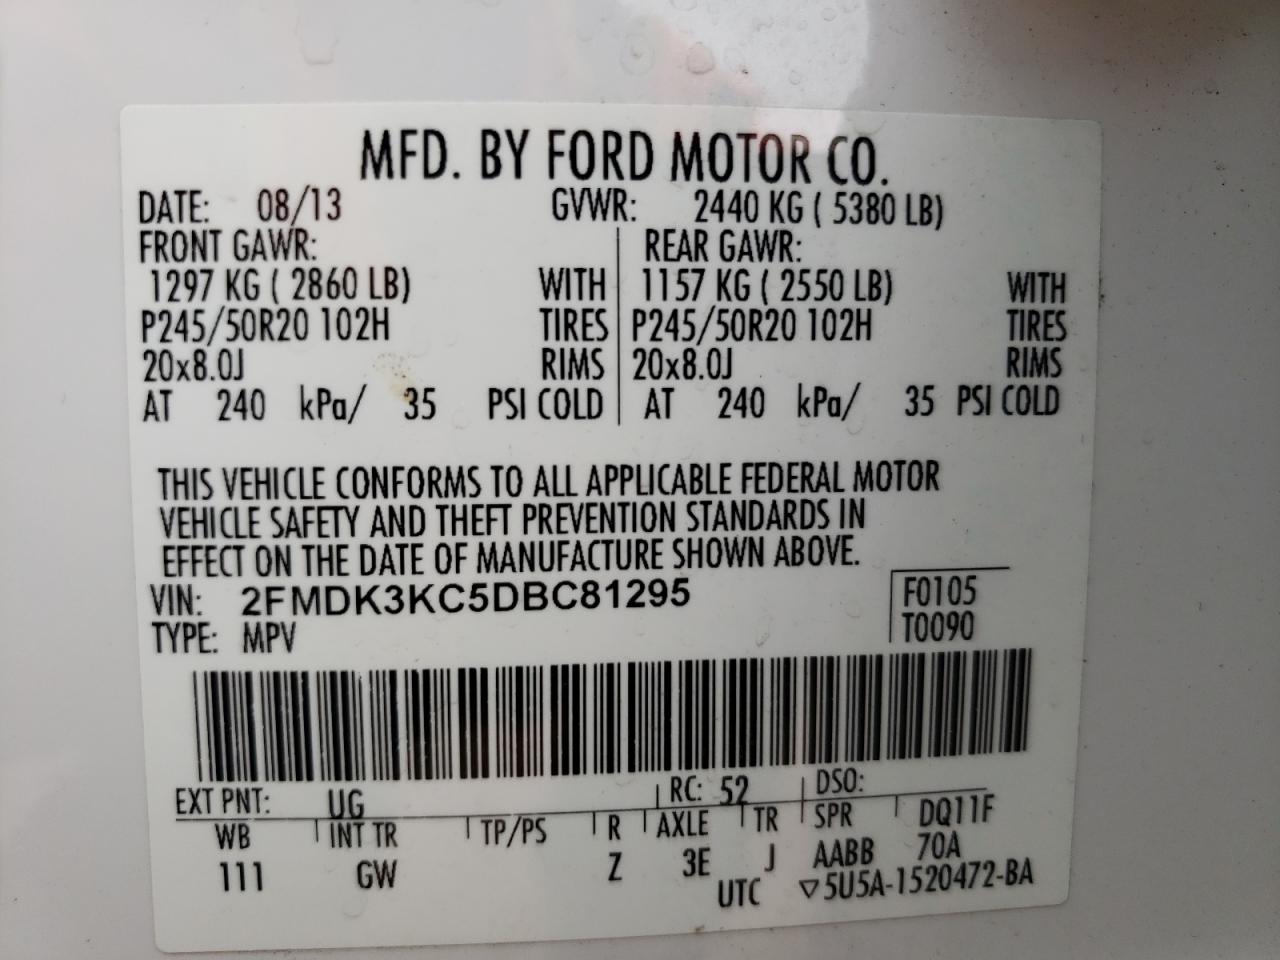 MFD. BY FORD MOTOR CO.
DATE: 08/13 GVWR: 2440 KG ( 5380 LB)
FRONT GAWR: REAR GAWR:
1297 KG ( 2860 LB) WITH 1157 KG ( 2550 LB) WITH
P245/50R20 102H TIRES P245/50R20 102H TIRES
20x8.0J RIMS 20x8.0J RIMS
AT 240 kPa/ 35 PSI COLD AT 240 kPa/ 35 PSI COLD
THIS VEHICLE CONFORMS TO ALL APPLICABLE FEDERAL MOTOR
VEHICLE SAFETY AND THEFT PREVENTION STANDARDS IN
EFFECT ON THE DATE OF MANUFACTURE SHOWN ABOVE.
VIN: 2FMDK3KC5DBC81295 F0105
TYPE: MPV T0090
EXT PNT: UG RC: 52 DSO:
WB INT TR TP/PS R AXLE TR SPR DQ11F
111 GW Z 3E J AABB 70A
UTC ▽5U5A-1520472-BA